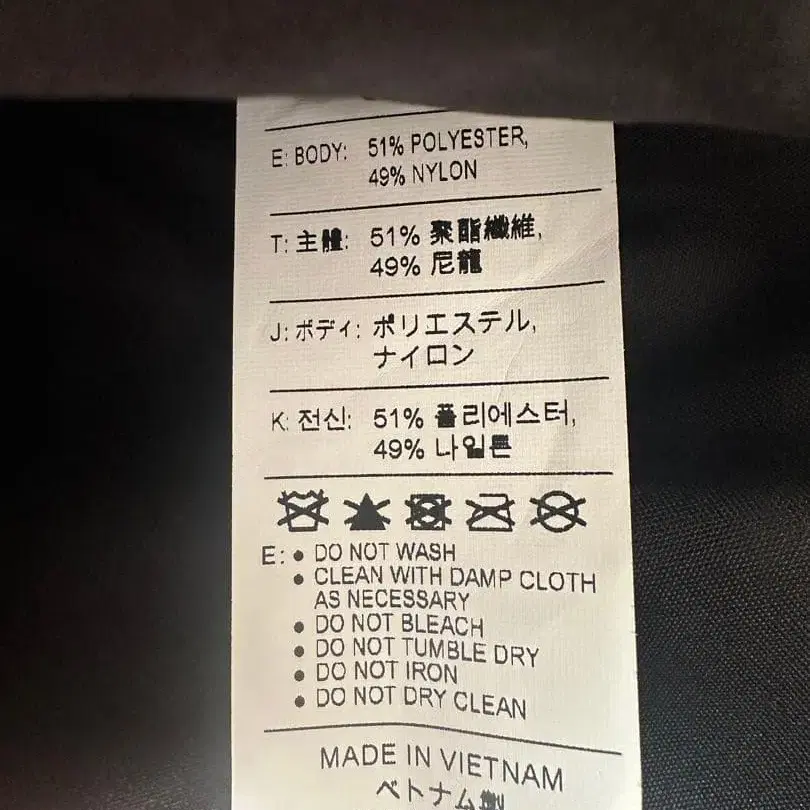 E: BODY: 51% POLYESTER,
49% NYLON
T: 主體: 51% 聚酯纖維,
49% 尼龍
J: ボディ: ポリエステル,
ナイロン
K: 전신: 51% 폴리에스터,
49% 나일론
E: • DO NOT WASH
• CLEAN WITH DAMP CLOTH
AS NECESSARY
• DO NOT BLEACH
• DO NOT TUMBLE DRY
• DO NOT IRON
• DO NOT DRY CLEAN
MADE IN VIETNAM
ベトナム製